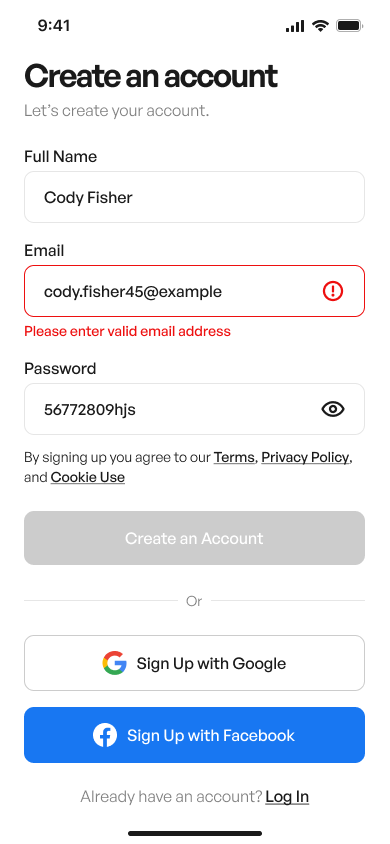 9:41
Create an account
Let's create your account.
Full Name
Cody Fisher
Email
cody.fisher45@example
Please enter valid email address
Password
56772809hjs
By signing up you agree to our Terms, Privacy Policy,
and Cookie Use
Create an Account
Or
Sign Up with Google
Sign Up with Facebook
Already have an account? Log In